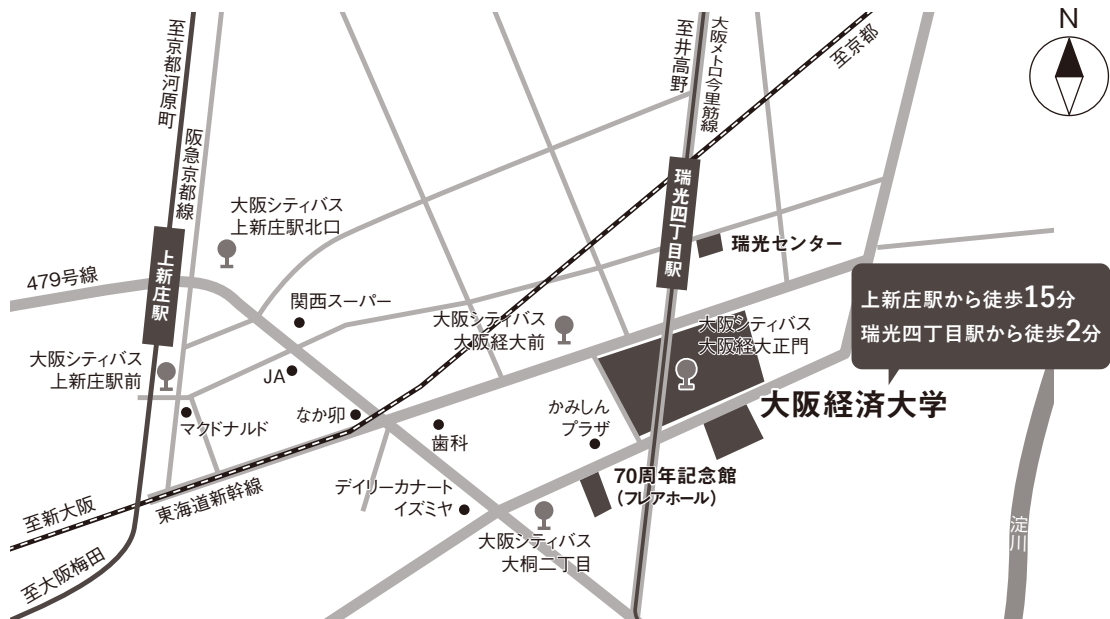 N
至京都河原町
阪急京都線
至井高野
大阪メトロ今里筋線
至京都
大阪シティバス
上新庄駅北口
瑞光四丁目駅
瑞光センター
上新庄駅
479号線
関西スーパー
大阪シティバス
大阪経大前
大阪シティバス
大阪経大正門
上新庄駅から徒歩15分
瑞光四丁目駅から徒歩2分
大阪シティバス
上新庄駅前
JA
大阪経済大学
マクドナルド
なか卯
歯科
かみしん
プラザ
70周年記念館
(フレアホール)
デイリーカナート
イズミヤ
東海道新幹線
至新大阪
大阪シティバス
大桐二丁目
淀川
至大阪梅田